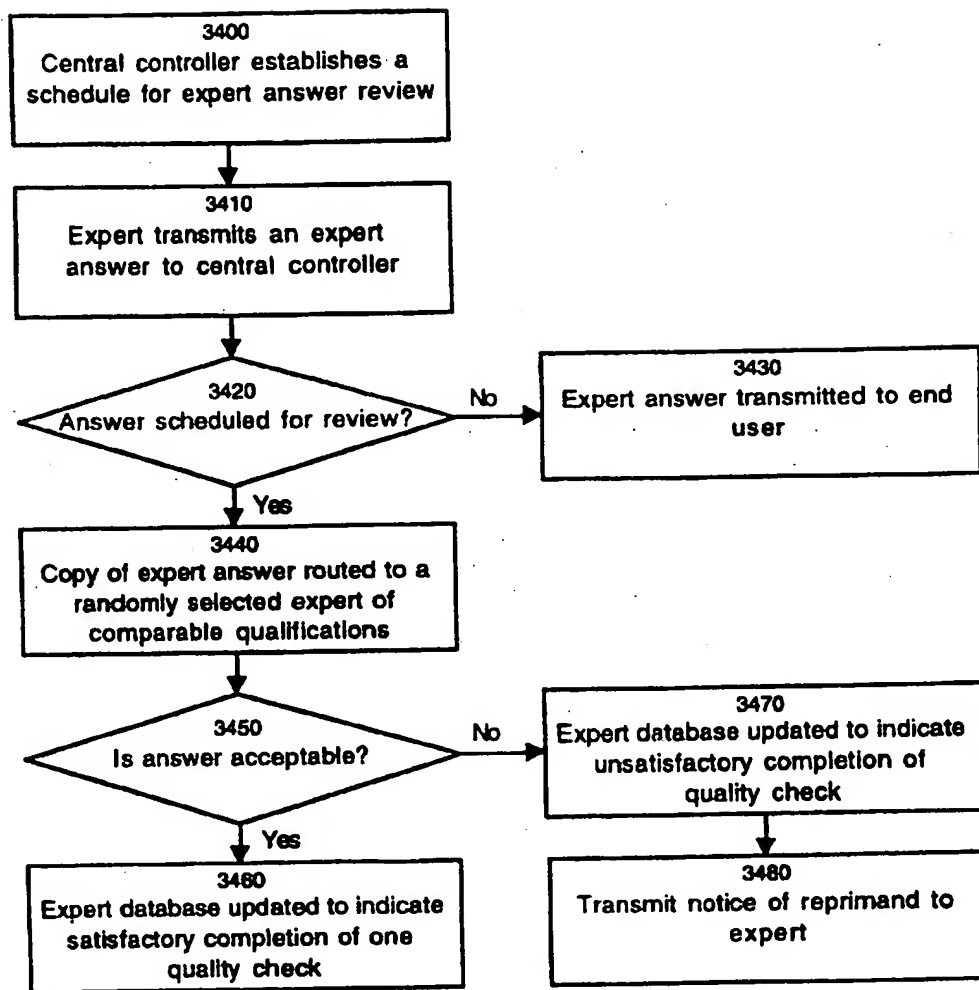 3400
Central controller establishes a
schedule for expert answer review
3410
Expert transmits an expert
answer to central controller
3420
Answer scheduled for review?
No
3430
Expert answer transmitted to end
user
Yes
3440
Copy of expert answer routed to a
randomly selected expert of
comparable qualifications
3450
Is answer acceptable?
No
3470
Expert database updated to indicate
unsatisfactory completion of
quality check
Yes
3460
Expert database updated to indicate
satisfactory completion of one
quality check
3480
Transmit notice of reprimand to
expert